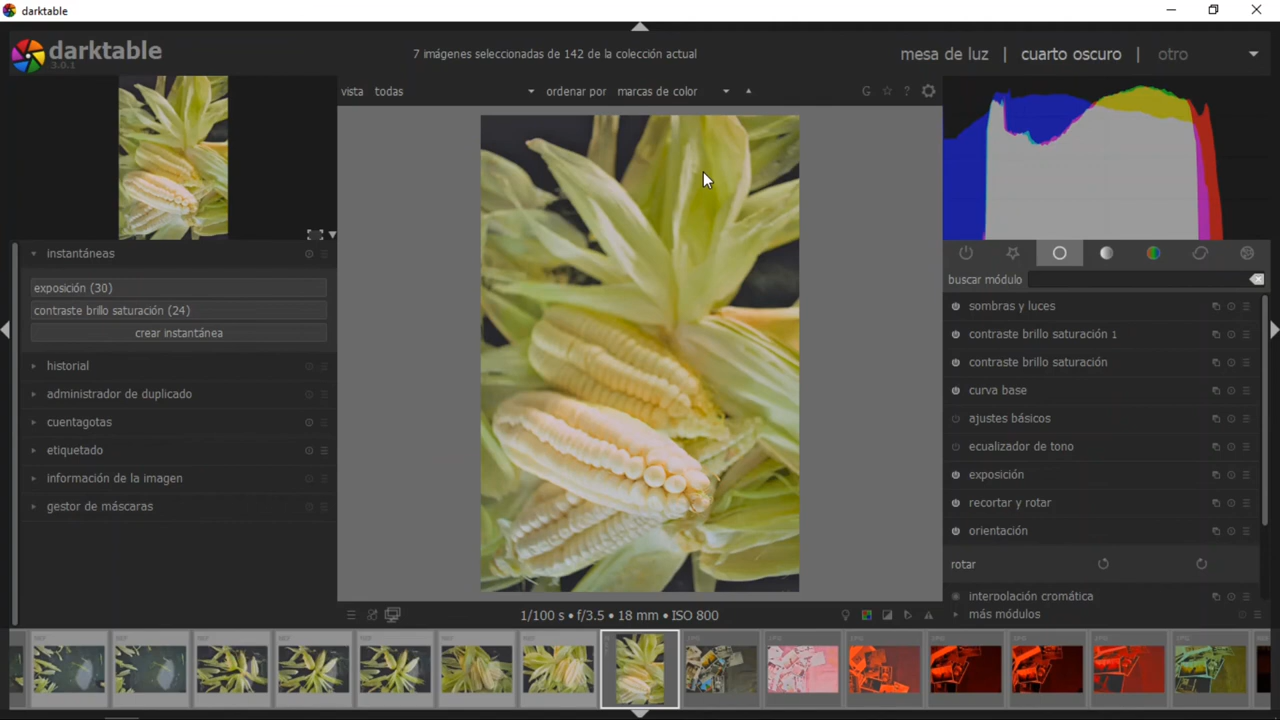 darktable
darktable
3.0.1
7 imágenes seleccionadas de 142 de la colección actual
mesa de luz | cuarto oscuro | otro
vista todas ordenar por marcas de color
G ☆ ?
instantáneas
exposición (30)
contraste brillo saturación (24)
crear instantánea
historial
administrador de duplicado
cuentagotas
etiquetado
información de la imagen
gestor de máscaras
buscar módulo
sombras y luces
contraste brillo saturación 1
contraste brillo saturación
curva base
ajustes básicos
ecualizador de tono
exposición
recortar y rotar
orientación
rotar
interpolación cromática
más módulos
1/100 s • f/3.5 • 18 mm • ISO 800